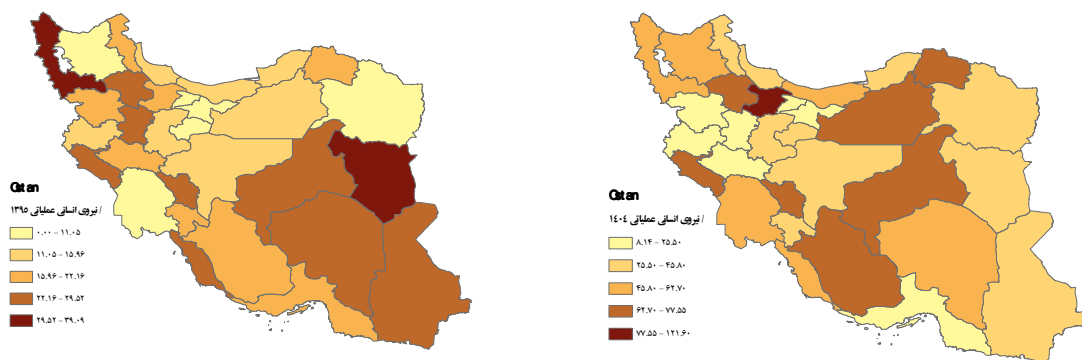 Ostan
/ نیروی انسانی عملیاتی ۱۳۹۵
۰.۰۰ - ۱۱.۰۵
۱۱.۰۵ - ۱۵.۹۶
۱۵.۹۶ - ۲۲.۱۶
۲۲.۱۶ - ۲۹.۵۲
۲۹.۵۲ - ۳۹.۰۹
Ostan
/ نیروی انسانی عملیاتی ۱۴۰۴
۸.۱۴ - ۲۵.۵۰
۲۵.۵۰ - ۴۵.۸۰
۴۵.۸۰ - ۶۲.۷۰
۶۲.۷۰ - ۷۷.۵۵
۷۷.۵۵ - ۱۲۱.۶۰